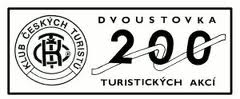 KLUB ČESKÝCH TURISTŮ
KČT
DVOUSTOVKA
200
TURISTICKÝCH AKCÍ